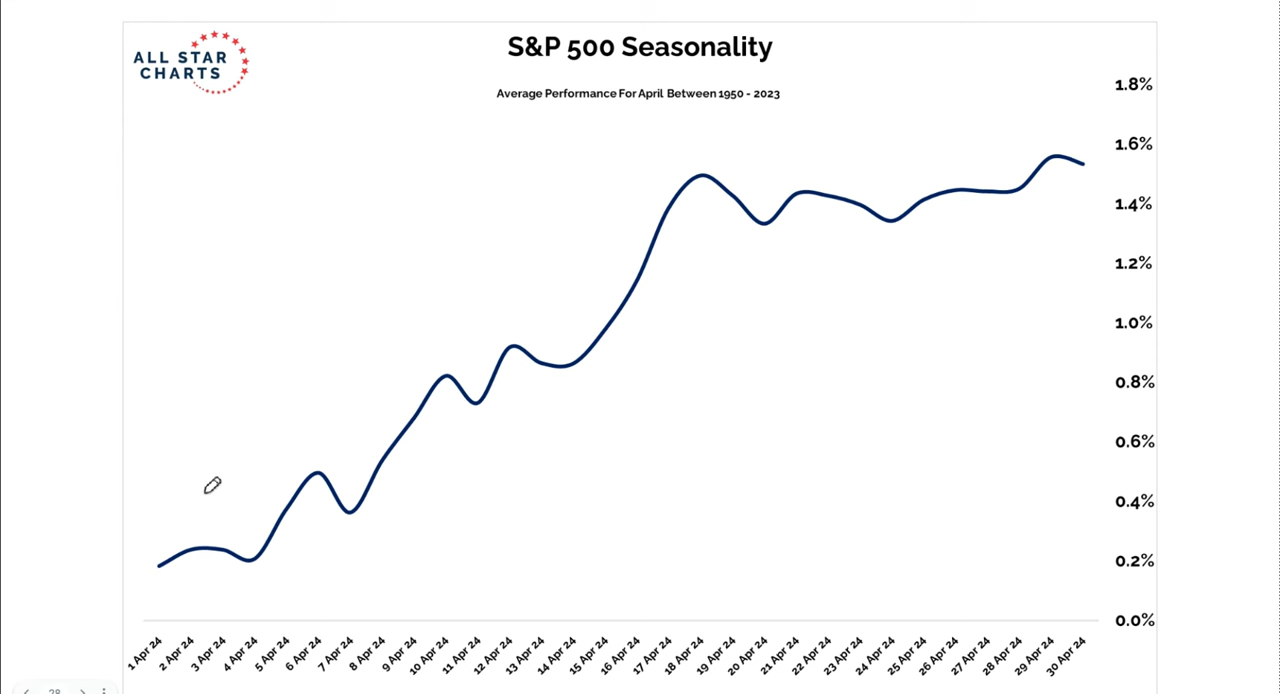 ALL STAR
CHARTS
S&P 500 Seasonality
Average Performance For April Between 1950 - 2023
1.8%
1.6%
1.4%
1.2%
1.0%
0.8%
0.6%
0.4%
0.2%
0.0%
1 Apr 24
2 Apr 24
3 Apr 24
4 Apr 24
5 Apr 24
6 Apr 24
7 Apr 24
8 Apr 24
9 Apr 24
10 Apr 24
11 Apr 24
12 Apr 24
13 Apr 24
14 Apr 24
15 Apr 24
16 Apr 24
17 Apr 24
18 Apr 24
19 Apr 24
20 Apr 24
21 Apr 24
22 Apr 24
23 Apr 24
24 Apr 24
25 Apr 24
26 Apr 24
27 Apr 24
28 Apr 24
29 Apr 24
30 Apr 24
28